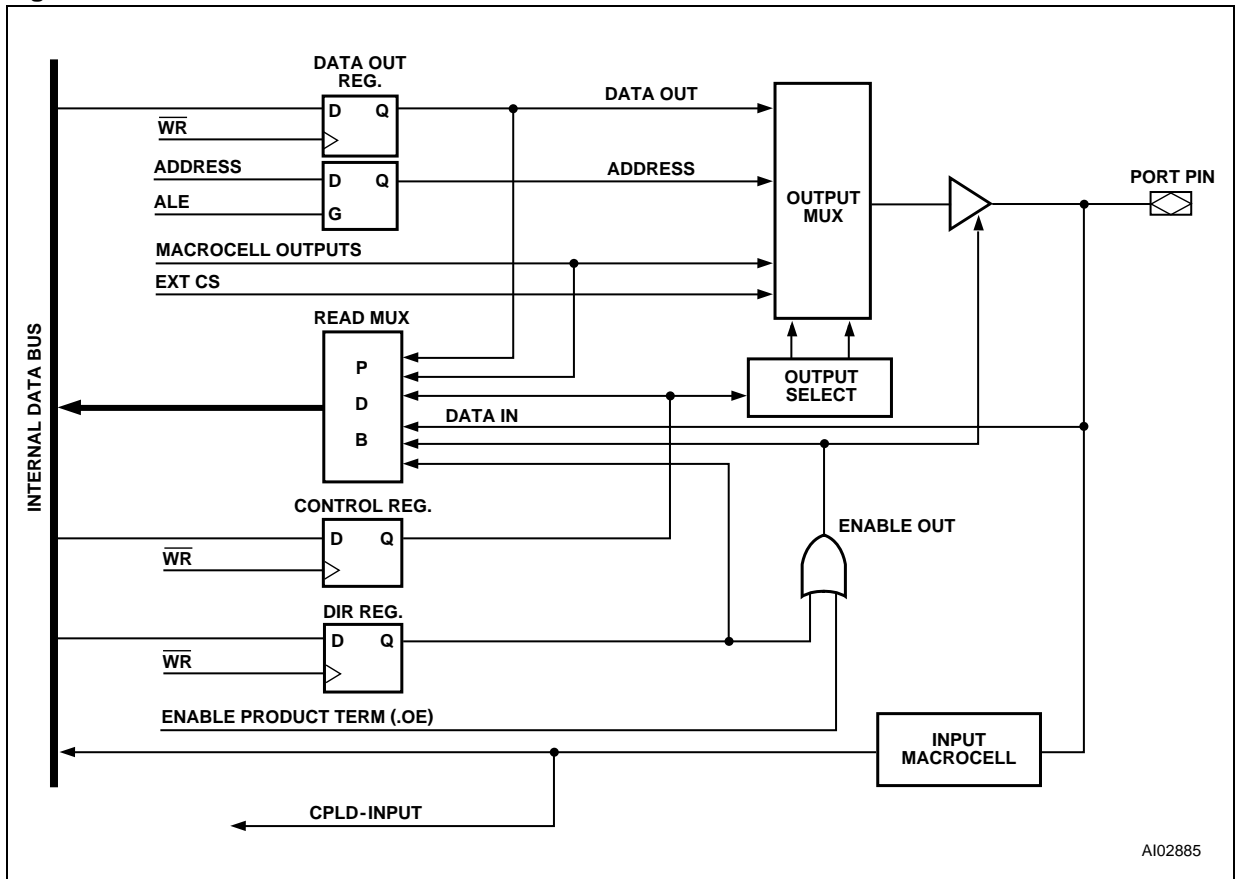 DATA OUT
REG.
D Q
WR
DATA OUT
ADDRESS
ALE
D Q
G
ADDRESS
OUTPUT
MUX
PORT PIN
MACROCELL OUTPUTS
EXT CS
READ MUX
P
D
B
OUTPUT
SELECT
DATA IN
INTERNAL DATA BUS
CONTROL REG.
D Q
WR
ENABLE OUT
DIR REG.
D Q
WR
ENABLE PRODUCT TERM (.OE)
INPUT
MACROCELL
CPLD-INPUT
AI02885